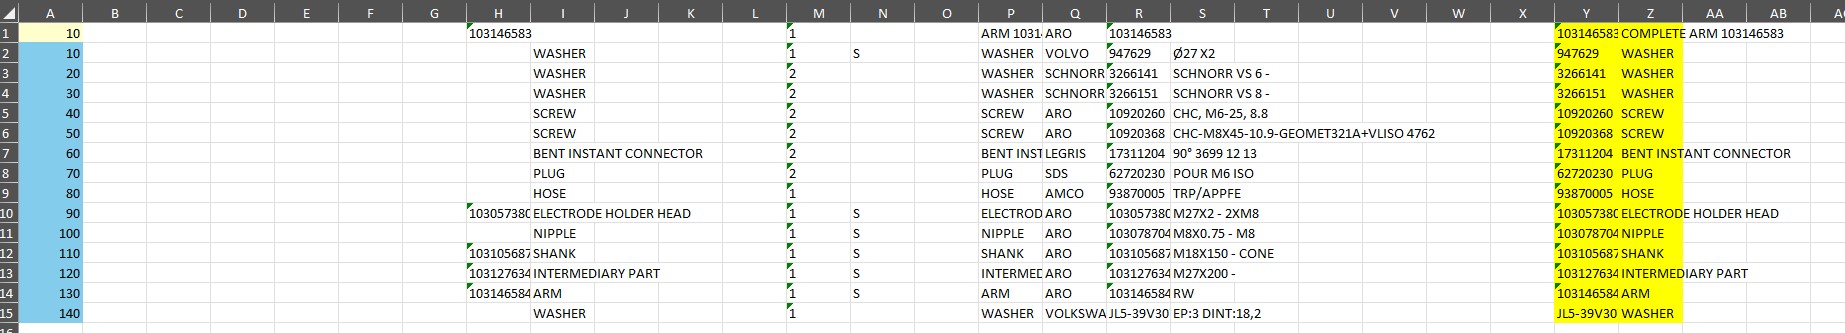 A B C D E F G H I J K L M N O P Q R S T U V W X Y Z AA AB
1 10 103146583 1 ARM 1031 ARO 103146583 103146583 COMPLETE ARM 103146583
2 10 WASHER 1 S WASHER VOLVO 947629 Ø27 X2 947629 WASHER
3 20 WASHER 2 WASHER SCHNORR 3266141 SCHNORR VS 6 - 3266141 WASHER
4 30 WASHER 2 WASHER SCHNORR 3266151 SCHNORR VS 8 - 3266151 WASHER
5 40 SCREW 2 SCREW ARO 10920260 CHC, M6-25, 8.8 10920260 SCREW
6 50 SCREW 2 SCREW ARO 10920368 CHC-M8X45-10.9-GEOMET321A+VLISO 4762 10920368 SCREW
7 60 BENT INSTANT CONNECTOR 2 BENT INST LEGRIS 17311204 90° 3699 12 13 17311204 BENT INSTANT CONNECTOR
8 70 PLUG 2 PLUG SDS 62720230 POUR M6 ISO 62720230 PLUG
9 80 HOSE 1 HOSE AMCO 93870005 TRP/APPFE 93870005 HOSE
10 90 103057380 ELECTRODE HOLDER HEAD 1 S ELECTROD ARO 103057380 M27X2 - 2XM8 103057380 ELECTRODE HOLDER HEAD
11 100 NIPPLE 1 S NIPPLE ARO 103078704 M8X0.75 - M8 103078704 NIPPLE
12 110 103105687 SHANK 1 S SHANK ARO 103105687 M18X150 - CONE 103105687 SHANK
13 120 103127634 INTERMEDIARY PART 1 S INTERMED ARO 103127634 M27X200 - 103127634 INTERMEDIARY PART
14 130 103146584 ARM 1 S ARM ARO 103146584 RW 103146584 ARM
15 140 WASHER 1 WASHER VOLKSWA JL5-39V30 EP:3 DINT:18,2 JL5-39V30 WASHER